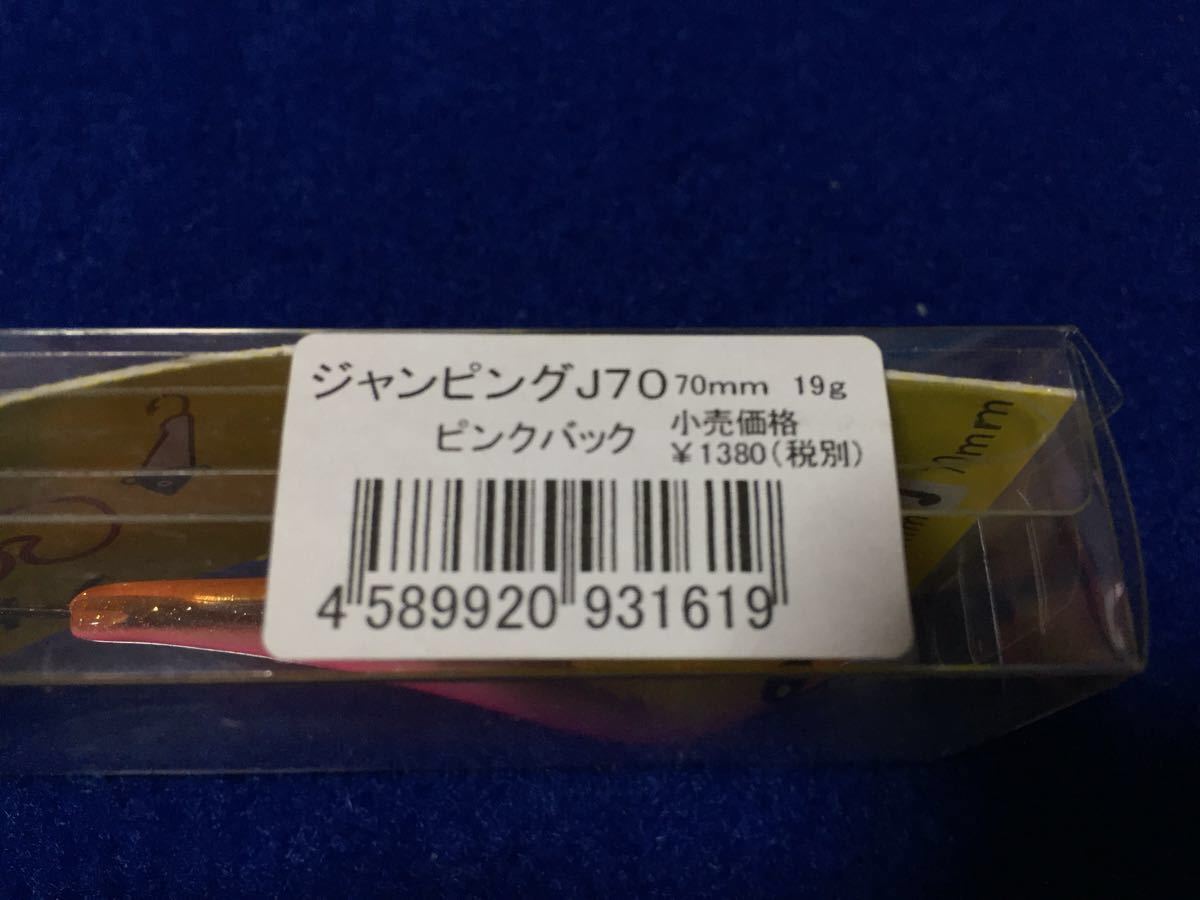 ジャンピングJ70 70mm 19g
ピンクバック 小売価格
¥1380(税別)
4 589920 931619
mm